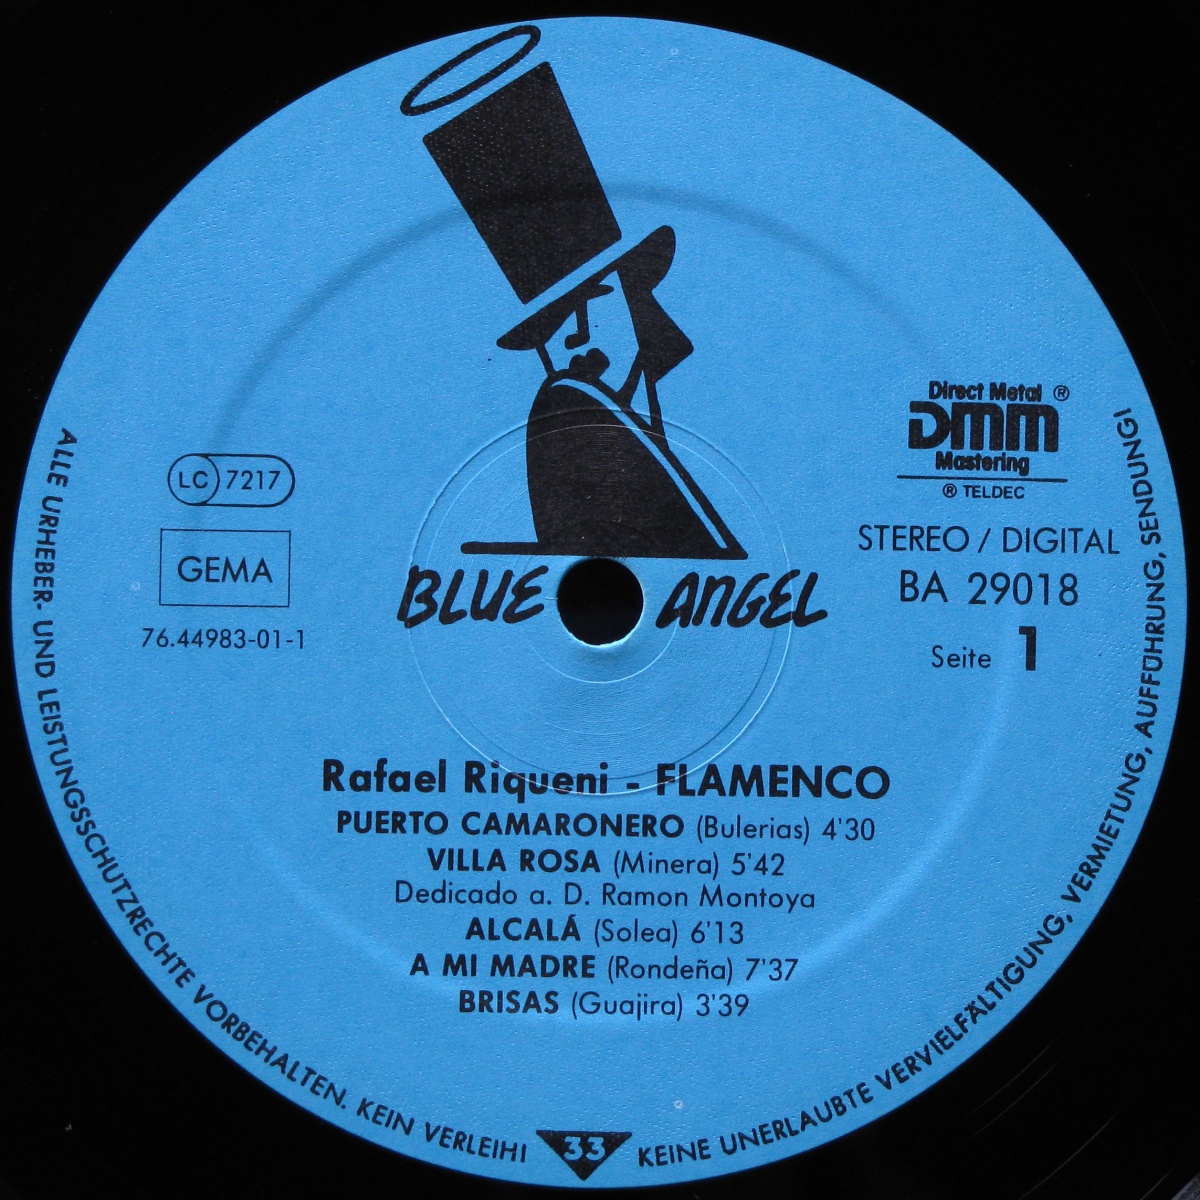 LC 7217
GEMA
76.44983-01-1
Direct Metal ®
DMM
Mastering
® TELDEC
STEREO / DIGITAL
BA 29018
Seite 1
BLUE ANGEL
Rafael Riqueni - FLAMENCO
PUERTO CAMARONERO (Bulerias) 4'30
VILLA ROSA (Minera) 5'42
Dedicado a. D. Ramon Montoya
ALCALÁ (Solea) 6'13
A MI MADRE (Rondeña) 7'37
BRISAS (Guajira) 3'39
ALLE URHEBER- UND LEISTUNGSSCHUTZRECHTE VORBEHALTEN. KEIN VERLEIH! 33 KEINE UNERLAUBTE VERVIELFÄLTIGUNG, VERMIETUNG, AUFFÜHRUNG, SENDUNG!